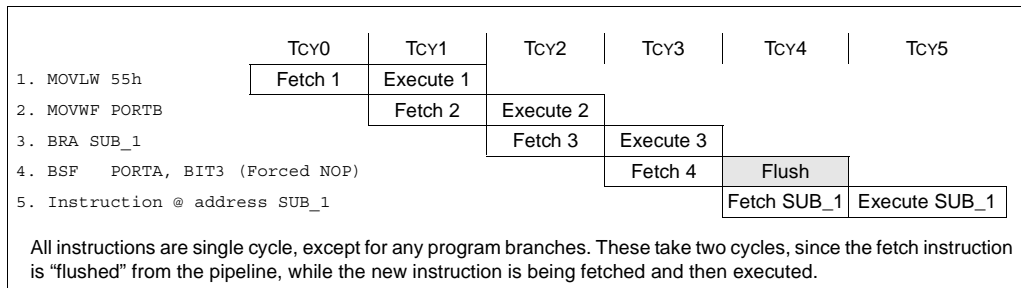 TCY0 TCY1 TCY2 TCY3 TCY4 TCY5
1. MOVLW 55h Fetch 1 Execute 1
2. MOVWF PORTB Fetch 2 Execute 2
3. BRA SUB_1 Fetch 3 Execute 3
4. BSF PORTA, BIT3 (Forced NOP) Fetch 4 Flush
5. Instruction @ address SUB_1 Fetch SUB_1 Execute SUB_1
All instructions are single cycle, except for any program branches. These take two cycles, since the fetch instruction
is “flushed” from the pipeline, while the new instruction is being fetched and then executed.